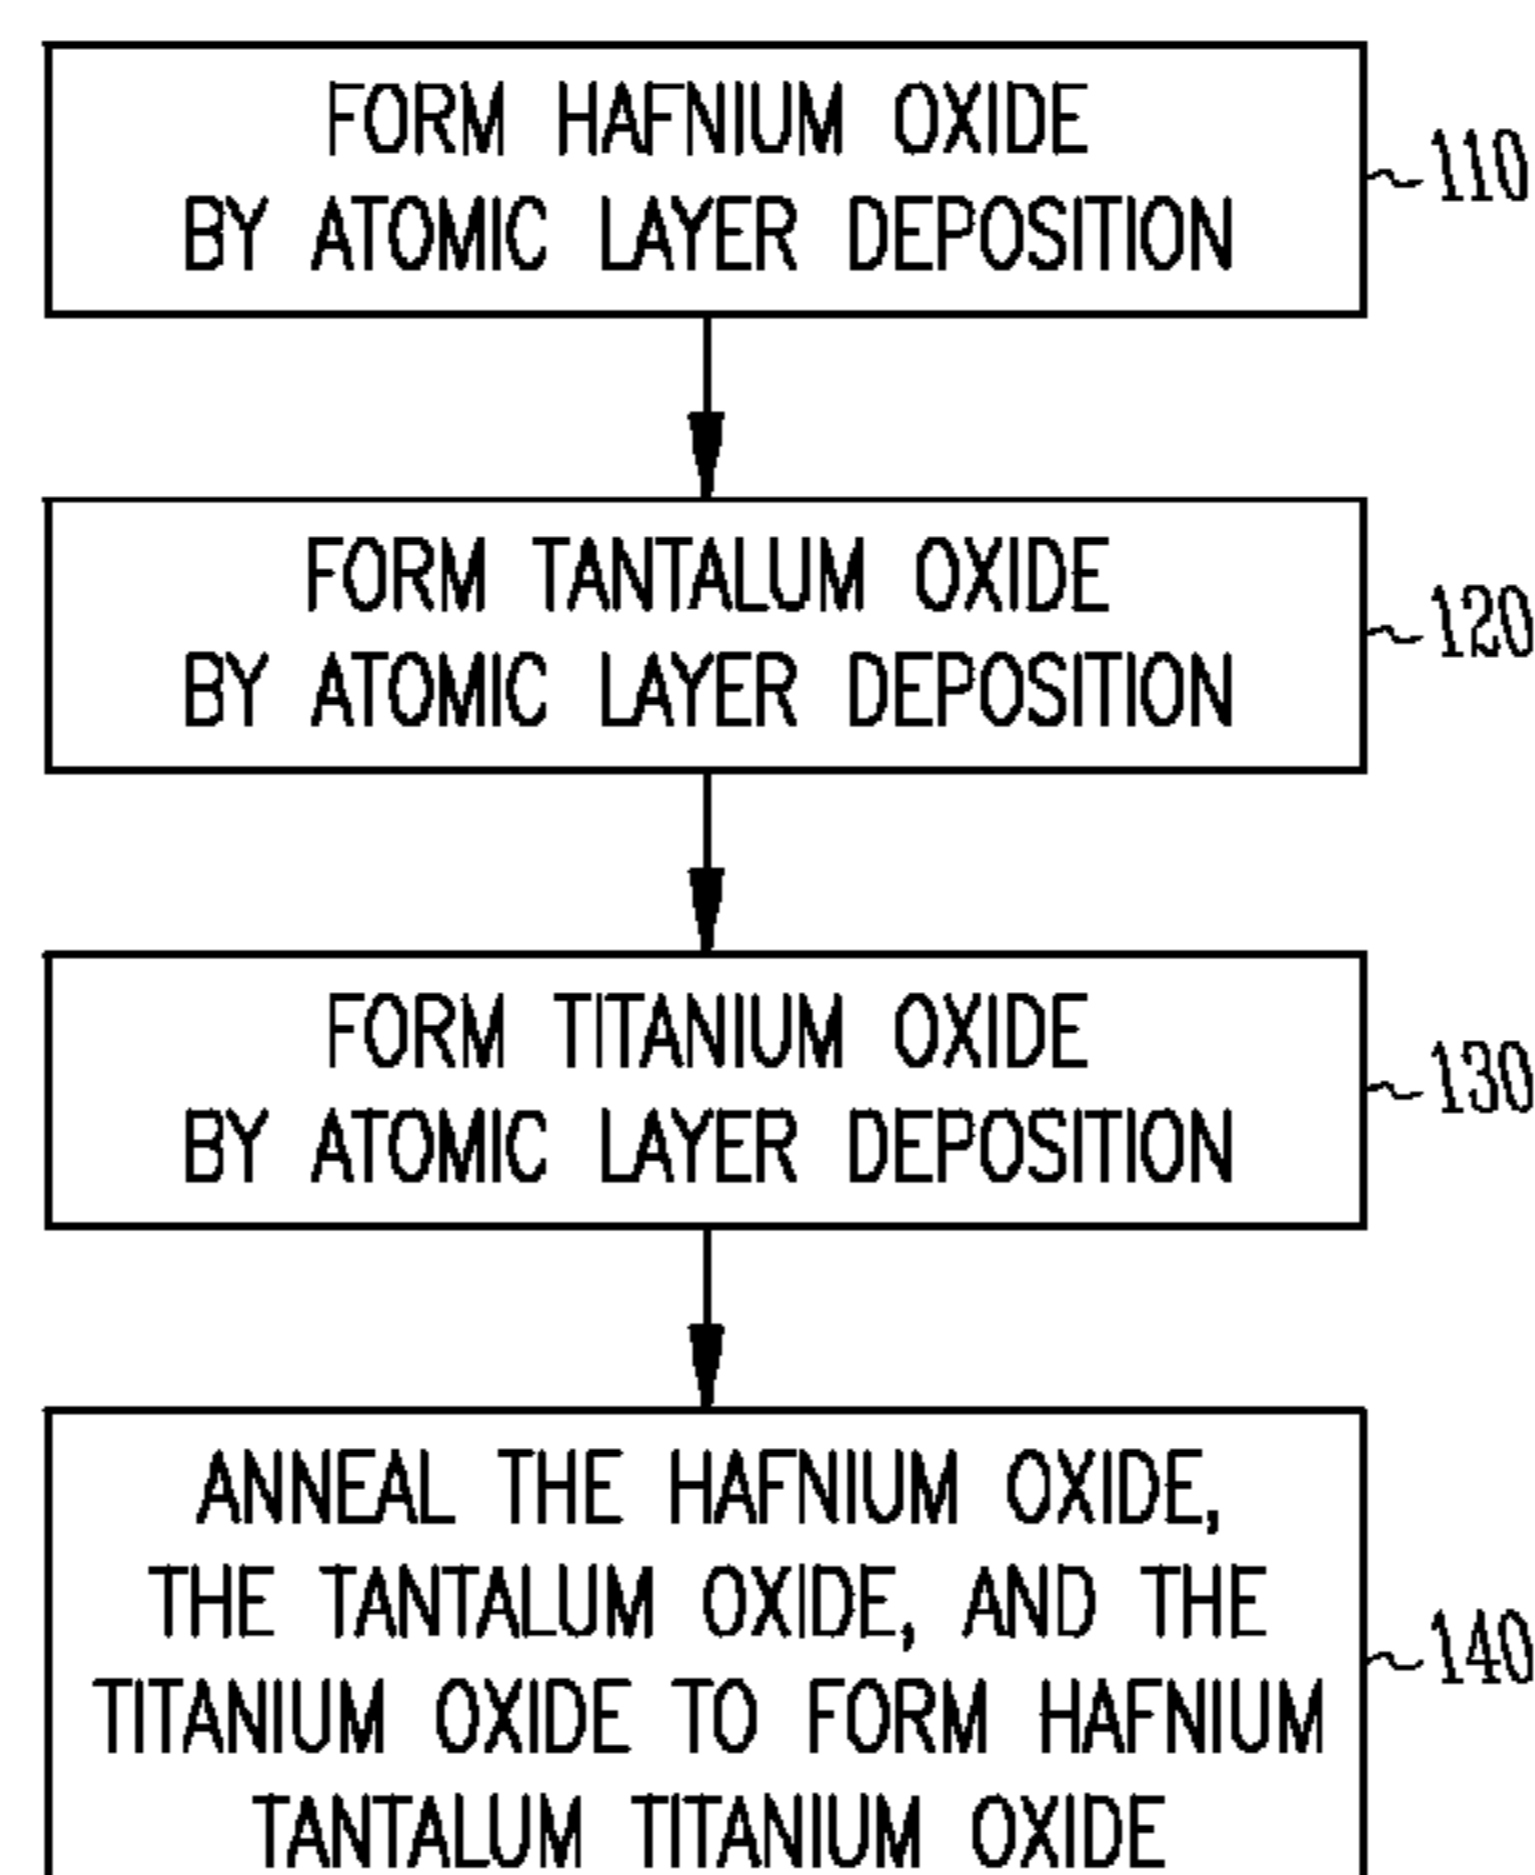 FORM HAFNIUM OXIDE
BY ATOMIC LAYER DEPOSITION
110
FORM TANTALUM OXIDE
BY ATOMIC LAYER DEPOSITION
120
FORM TITANIUM OXIDE
BY ATOMIC LAYER DEPOSITION
130
ANNEAL THE HAFNIUM OXIDE,
THE TANTALUM OXIDE, AND THE
TITANIUM OXIDE TO FORM HAFNIUM
TANTALUM TITANIUM OXIDE
140